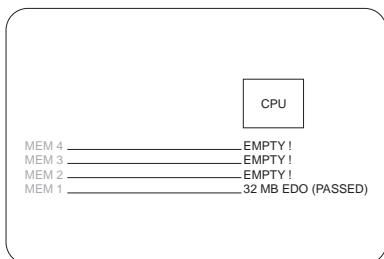 CPU
MEM 4 EMPTY !
MEM 3 EMPTY !
MEM 2 EMPTY !
MEM 1 32 MB EDO (PASSED)